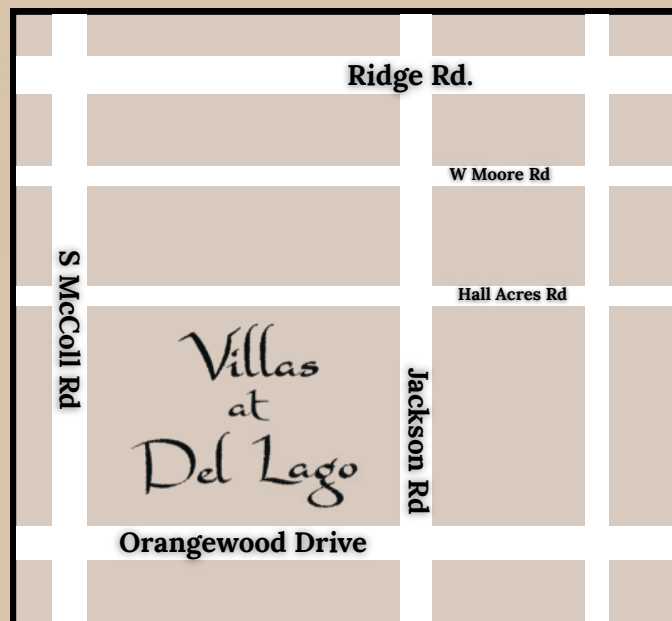 Ridge Rd.
W Moore Rd
S McColl Rd
Hall Acres Rd
Villas
at
Del Lago
Jackson Rd
Orangewood Drive